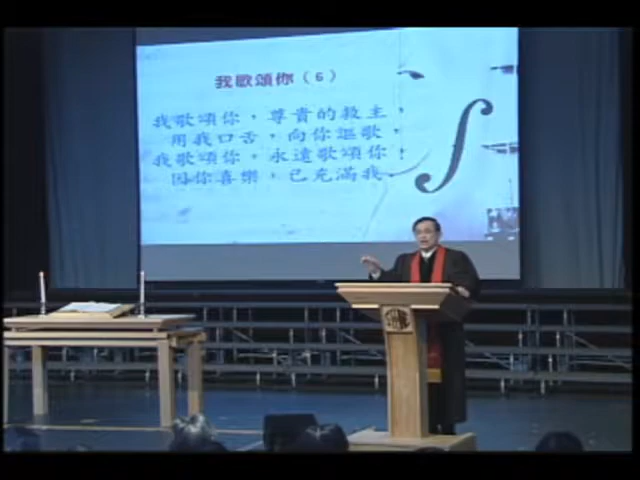 我歌頌你（6）
我歌頌你，尊貴的救主，
用我口舌，向你謳歌，
我歌頌你，永遠歌頌你！
因你喜樂，已充滿我。